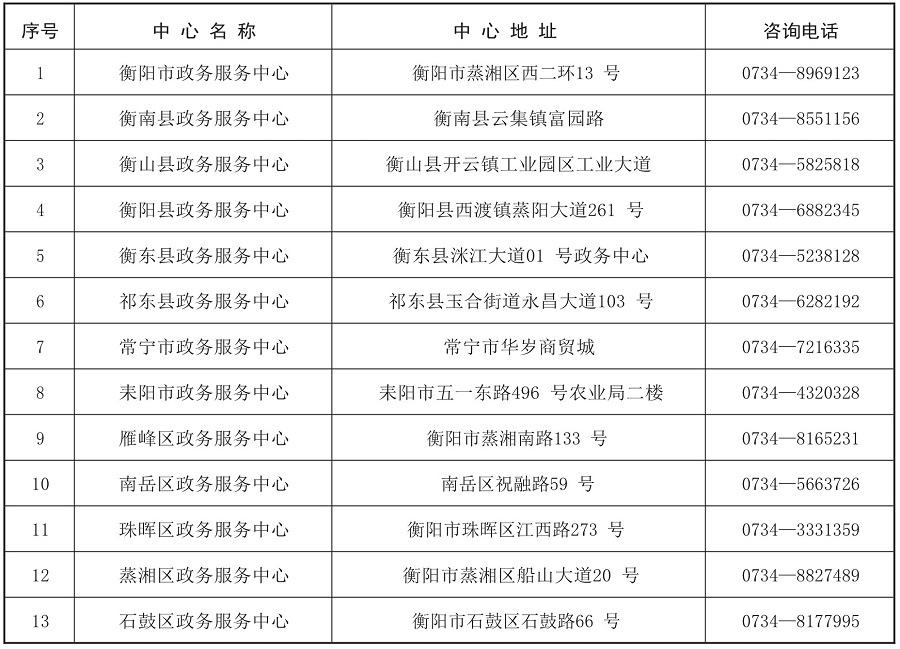 序号 中 心 名 称 中 心 地 址 咨询电话
1 衡阳市政务服务中心 衡阳市蒸湘区西二环13 号 0734—8969123
2 衡南县政务服务中心 衡南县云集镇富园路 0734—8551156
3 衡山县政务服务中心 衡山县开云镇工业园区工业大道 0734—5825818
4 衡阳县政务服务中心 衡阳县西渡镇蒸阳大道261 号 0734—6882345
5 衡东县政务服务中心 衡东县洣江大道01 号政务中心 0734—5238128
6 祁东县政务服务中心 祁东县玉合街道永昌大道103 号 0734—6282192
7 常宁市政务服务中心 常宁市华岁商贸城 0734—7216335
8 耒阳市政务服务中心 耒阳市五一东路496 号农业局二楼 0734—4320328
9 雁峰区政务服务中心 衡阳市蒸湘南路133 号 0734—8165231
10 南岳区政务服务中心 南岳区祝融路59 号 0734—5663726
11 珠晖区政务服务中心 衡阳市珠晖区江西路273 号 0734—3331359
12 蒸湘区政务服务中心 衡阳市蒸湘区船山大道20 号 0734—8827489
13 石鼓区政务服务中心 衡阳市石鼓区石鼓路66 号 0734—8177995